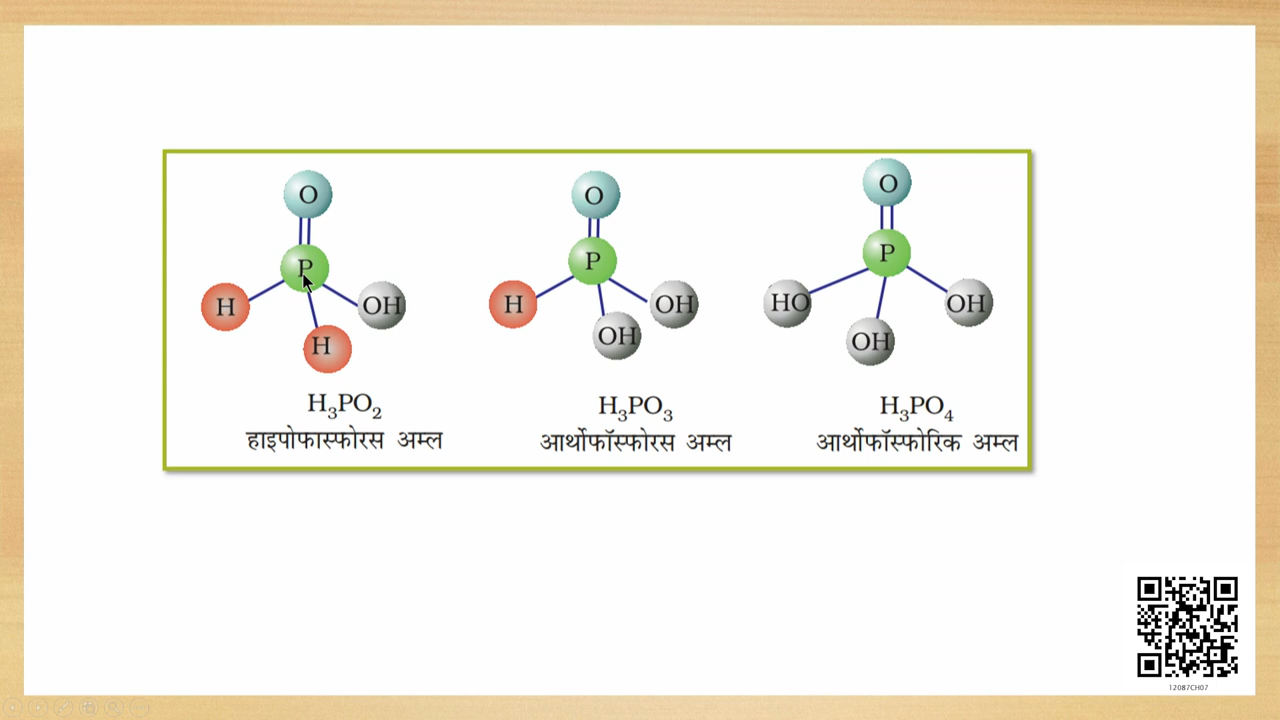 O
P
H
H
OH
H₃PO₂
हाइपोफास्फोरस अम्ल
O
P
H
OH
OH
H₃PO₃
आर्थोफॉस्फोरस अम्ल
O
P
HO
OH
OH
H₃PO₄
आर्थोफॉस्फोरिक अम्ल
12087CH07